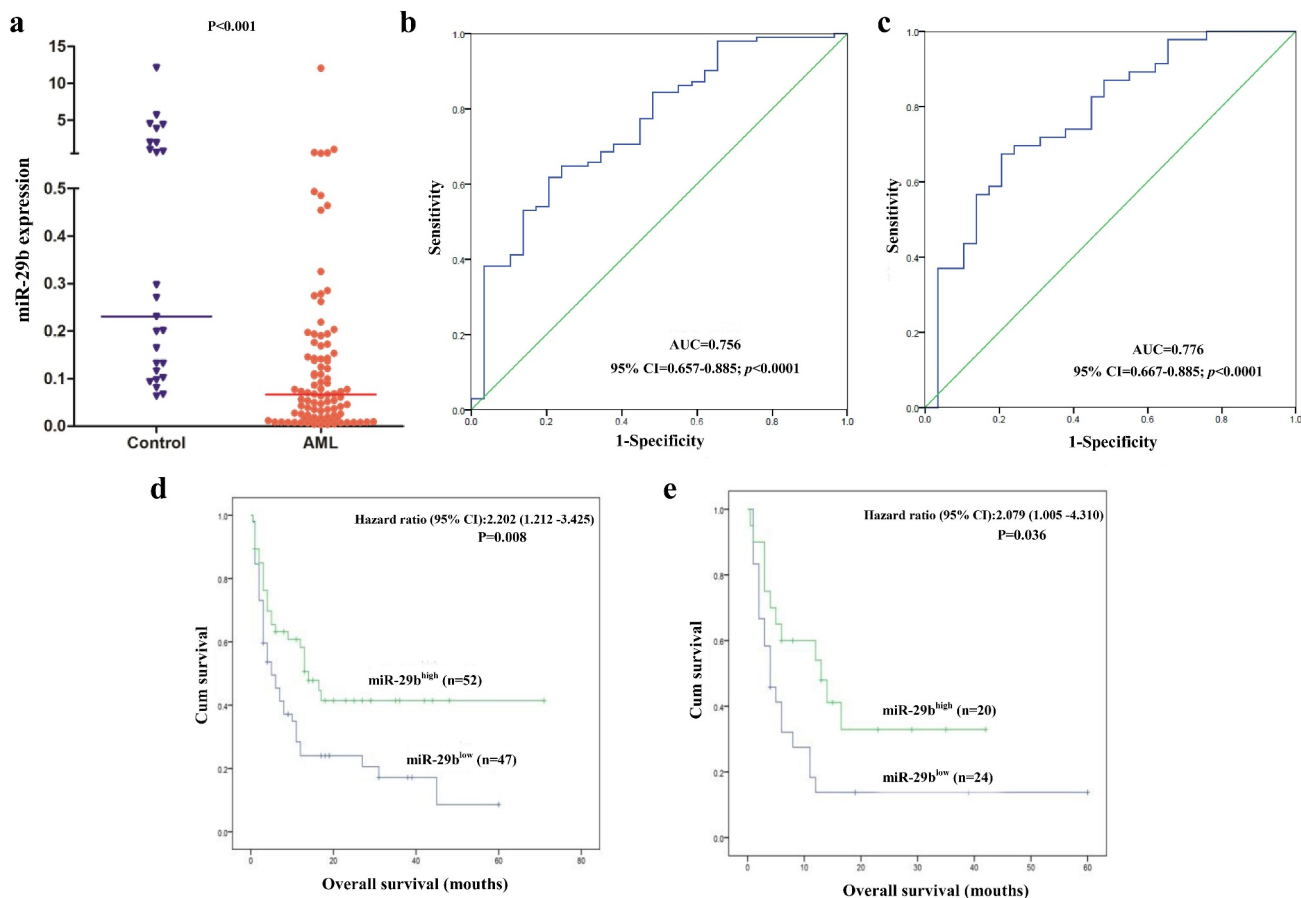 a
P<0.001
miR-29b expression
15
10
5
0.5
0.4
0.3
0.2
0.1
0.0
Control
AML
b
Sensitivity
1.0
0.8
0.6
0.4
0.2
0.0
AUC=0.756
95% CI=0.657-0.885; p<0.0001
0.0
0.2
0.4
0.6
0.8
1.0
1-Specificity
c
Sensitivity
1.0
0.8
0.6
0.4
0.2
0.0
AUC=0.776
95% CI=0.667-0.885; p<0.0001
0.0
0.2
0.4
0.6
0.8
1.0
1-Specificity
d
Cum survival
1.0
0.8
0.6
0.4
0.2
0.0
Hazard ratio (95% CI):2.202 (1.212 -3.425)
P=0.008
miR-29bhigh (n=52)
miR-29blow (n=47)
0
20
40
60
80
Overall survival (mouths)
e
Cum survival
1.0
0.8
0.6
0.4
0.2
0.0
Hazard ratio (95% CI):2.079 (1.005 -4.310)
P=0.036
miR-29bhigh (n=20)
miR-29blow (n=24)
0
10
20
30
40
50
60
Overall survival (mouths)